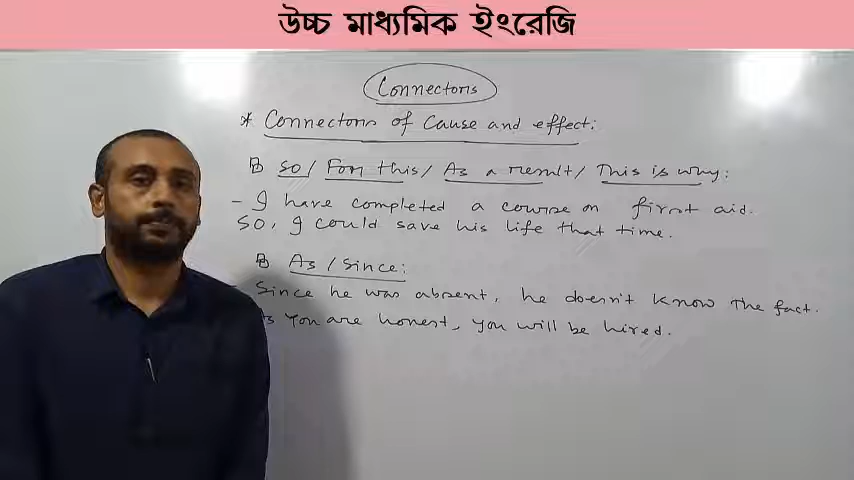 উচ্চ মাধ্যমিক ইংরেজি
Connectors
* Connectors of cause and effect:
So/ For this/ As a result/ This is why:
- I have completed a course on first aid.
So, I could save his life that time.
As / Since:
Since he was absent, he doesn't know the fact.
As you are honest, you will be hired.